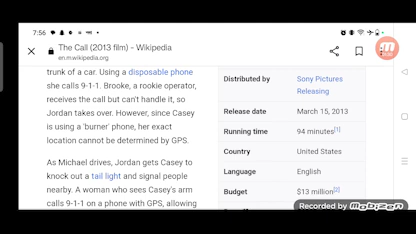 7:56
The Call (2013 film) - Wikipedia
en.m.wikipedia.org
trunk of a car. Using a disposable phone
she calls 9-1-1. Brooke, a rookie operator,
receives the call but can't handle it, so
Jordan takes over. However, since Casey
is using a 'burner' phone, her exact
location cannot be determined by GPS.
As Michael drives, Jordan gets Casey to
knock out a tail light and signal people
nearby. A woman who sees Casey's arm
calls 9-1-1 on a phone with GPS, allowing
Distributed by Sony Pictures
Releasing
Release date March 15, 2013
Running time 94 minutes[1]
Country United States
Language English
Budget $13 million[2]
Recorded by Mobizen